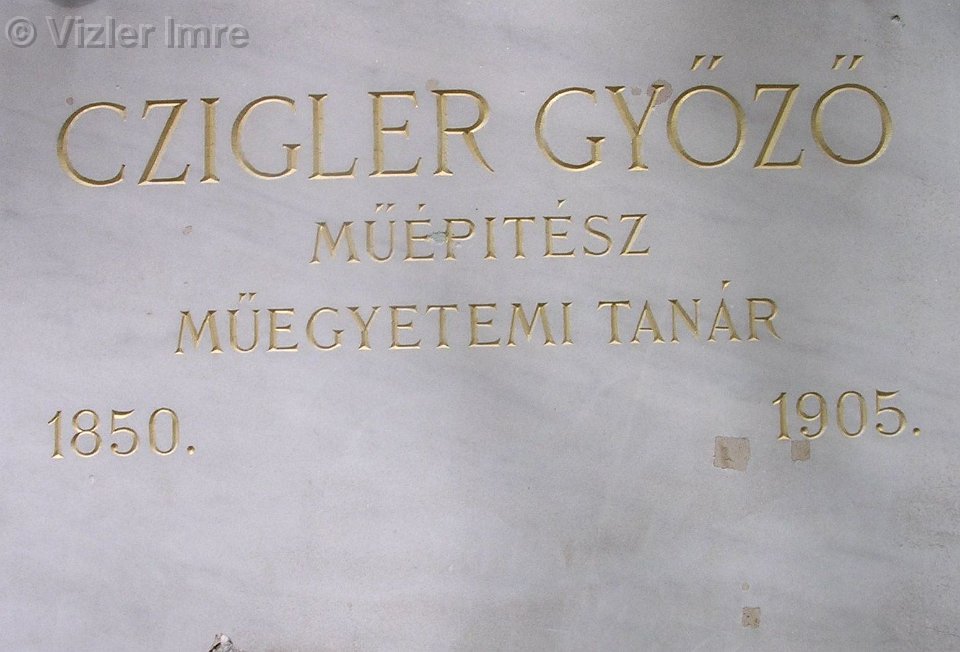 © Vizler Imre
CZIGLER GYŐZŐ
MŰÉPITÉSZ
MŰEGYETEMI TANÁR
1850. 1905.